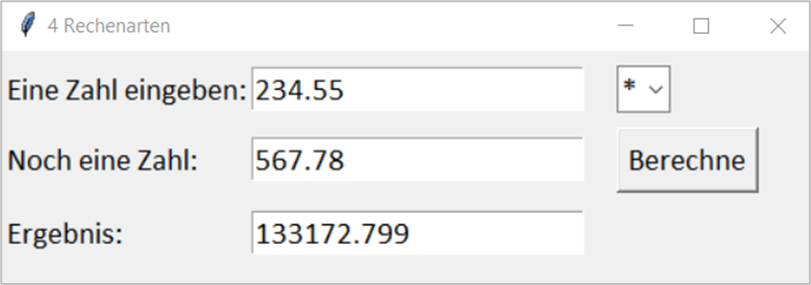 4 Rechenarten
Eine Zahl eingeben: 234.55 *
Noch eine Zahl: 567.78 Berechne
Ergebnis: 133172.799